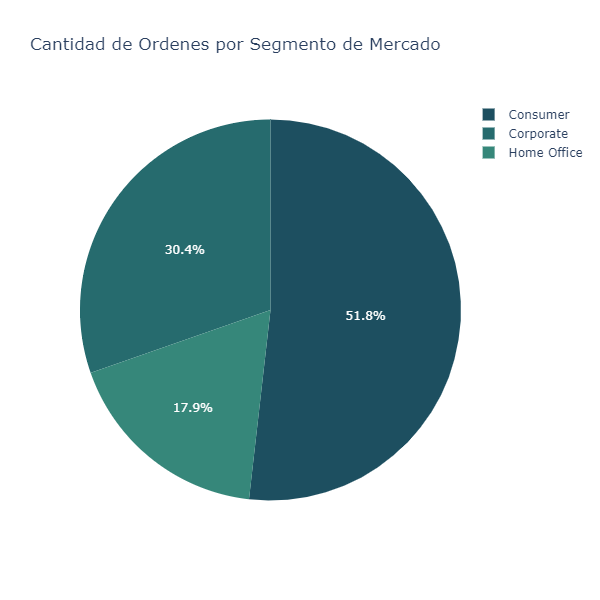 Cantidad de Ordenes por Segmento de Mercado
Consumer
Corporate
Home Office
30.4%
51.8%
17.9%